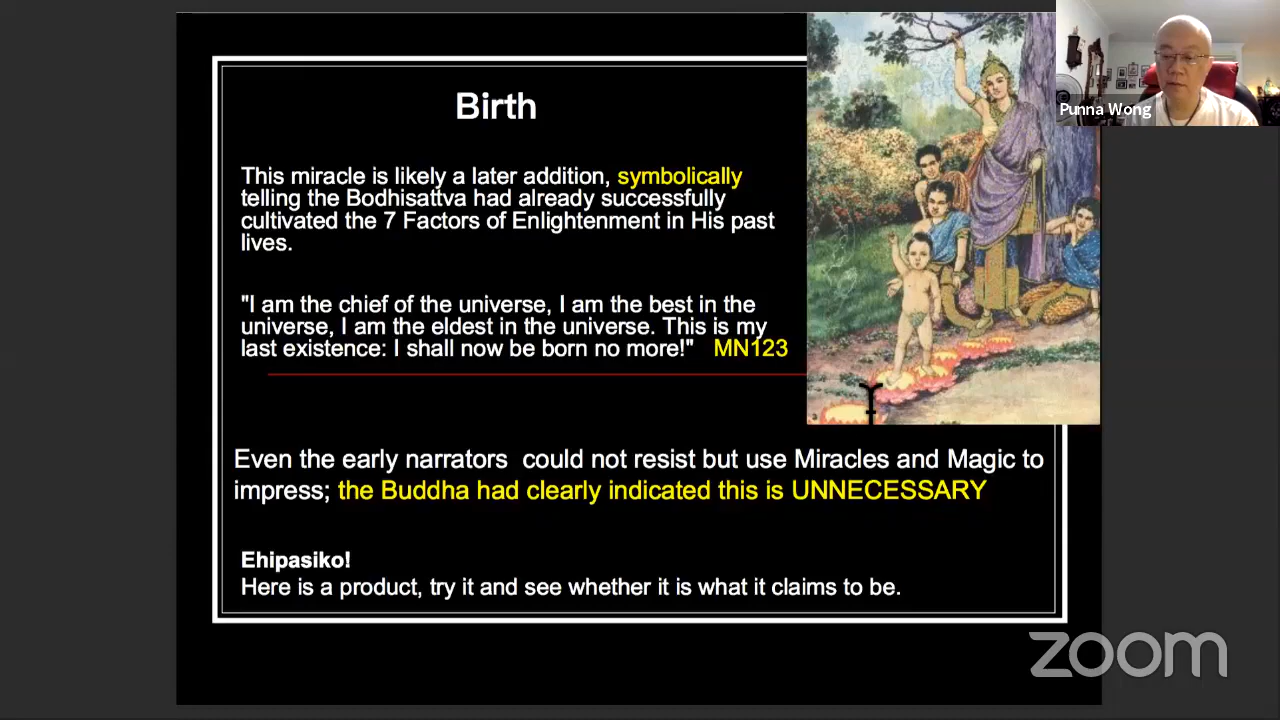 Birth
Punna Wong
This miracle is likely a later addition, symbolically
telling the Bodhisattva had already successfully
cultivated the 7 Factors of Enlightenment in His past
lives.
"I am the chief of the universe, I am the best in the
universe, I am the eldest in the universe. This is my
last existence: I shall now be born no more!" MN123
Even the early narrators could not resist but use Miracles and Magic to
impress; the Buddha had clearly indicated this is UNNECESSARY
Ehipasiko!
Here is a product, try it and see whether it is what it claims to be.
zoom